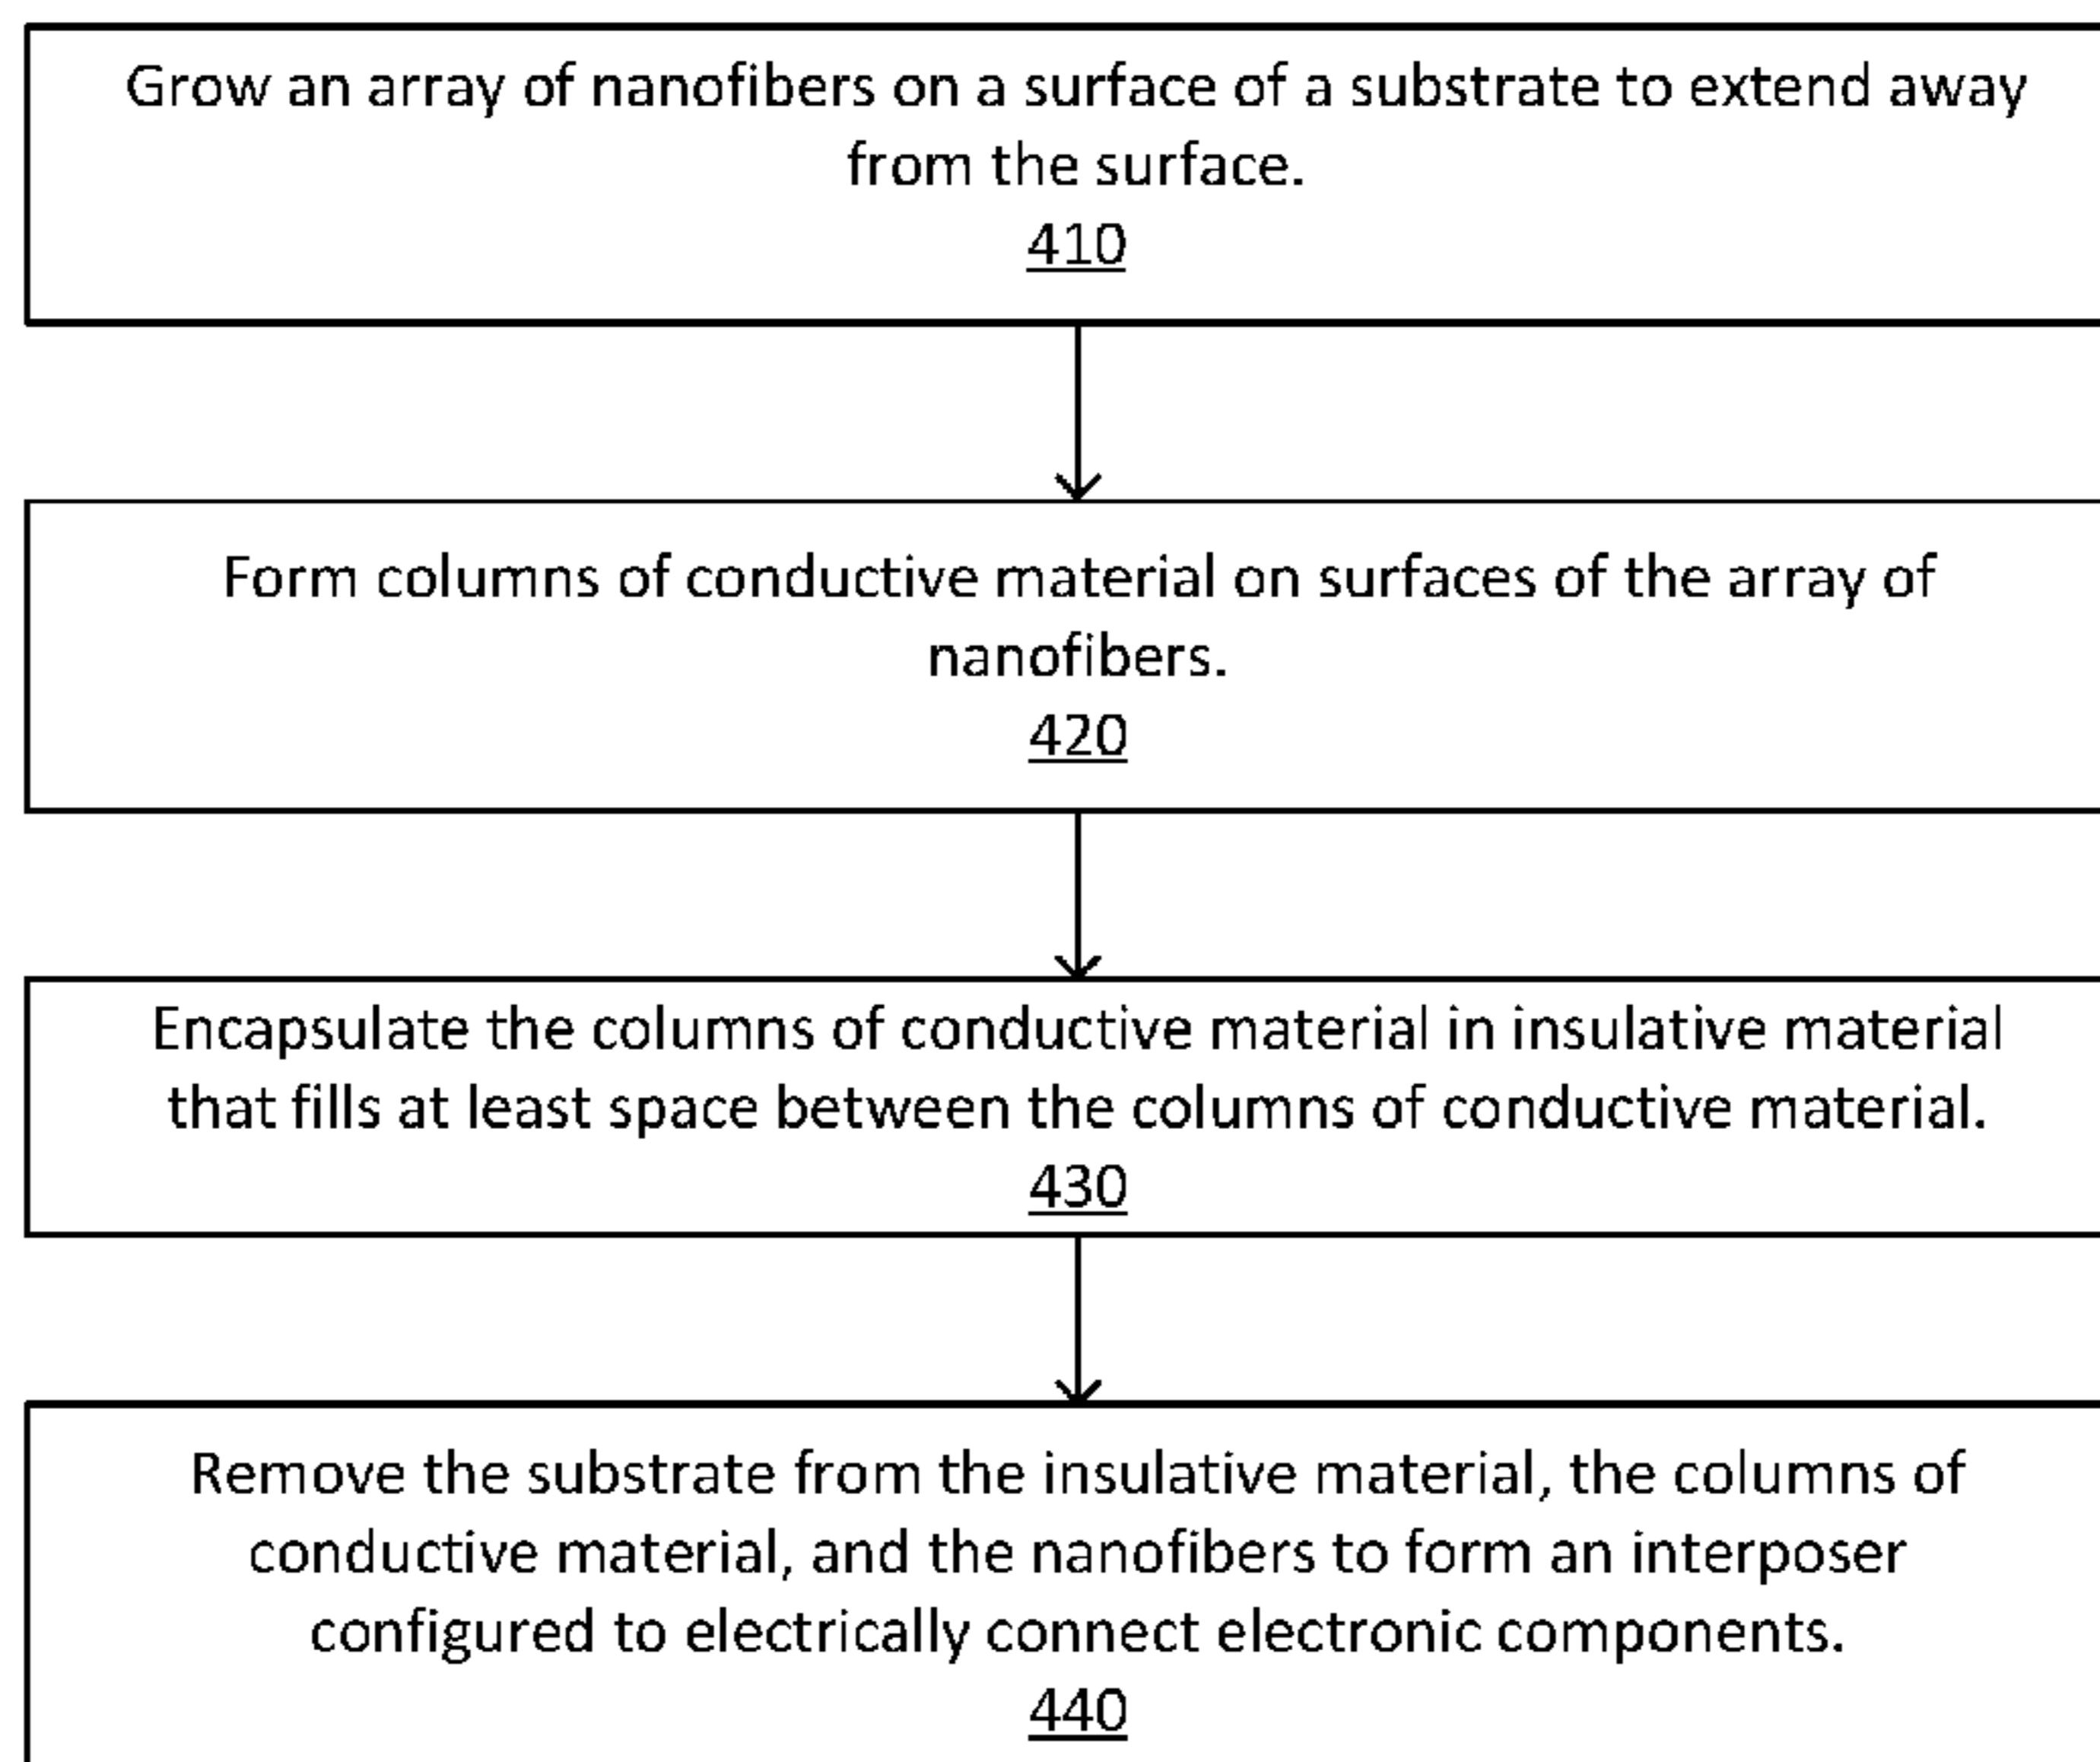 Grow an array of nanofibers on a surface of a substrate to extend away
from the surface.
410
Form columns of conductive material on surfaces of the array of
nanofibers.
420
Encapsulate the columns of conductive material in insulative material
that fills at least space between the columns of conductive material.
430
Remove the substrate from the insulative material, the columns of
conductive material, and the nanofibers to form an interposer
configured to electrically connect electronic components.
440